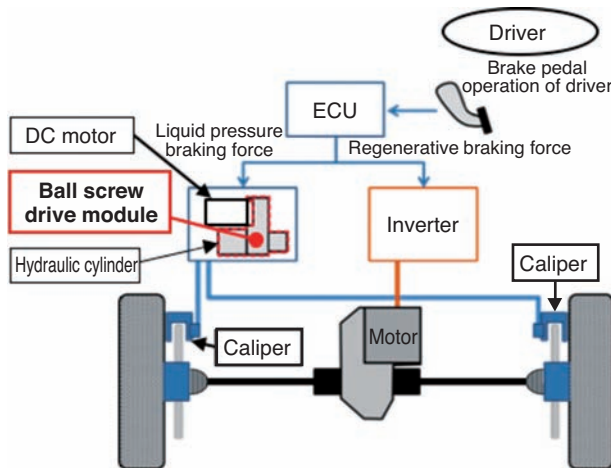 Driver
Brake pedal
operation of driver
ECU
DC motor
Liquid pressure
braking force
Regenerative braking force
Ball screw
drive module
Inverter
Hydraulic cylinder
Caliper
Motor
Caliper